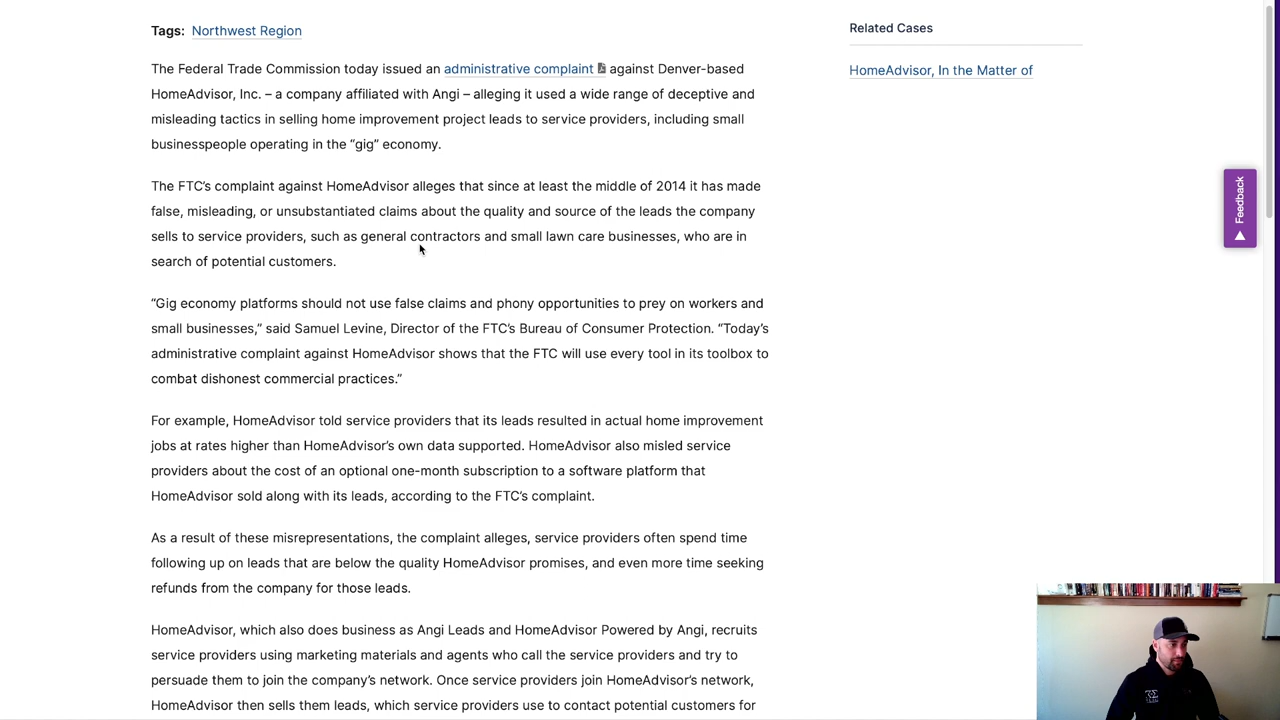 Tags: Northwest Region
The Federal Trade Commission today issued an administrative complaint against Denver-based
HomeAdvisor, Inc. – a company affiliated with Angi – alleging it used a wide range of deceptive and
misleading tactics in selling home improvement project leads to service providers, including small
businesspeople operating in the “gig” economy.
The FTC’s complaint against HomeAdvisor alleges that since at least the middle of 2014 it has made
false, misleading, or unsubstantiated claims about the quality and source of the leads the company
sells to service providers, such as general contractors and small lawn care businesses, who are in
search of potential customers.
“Gig economy platforms should not use false claims and phony opportunities to prey on workers and
small businesses,” said Samuel Levine, Director of the FTC’s Bureau of Consumer Protection. “Today’s
administrative complaint against HomeAdvisor shows that the FTC will use every tool in its toolbox to
combat dishonest commercial practices.”
For example, HomeAdvisor told service providers that its leads resulted in actual home improvement
jobs at rates higher than HomeAdvisor’s own data supported. HomeAdvisor also misled service
providers about the cost of an optional one-month subscription to a software platform that
HomeAdvisor sold along with its leads, according to the FTC’s complaint.
As a result of these misrepresentations, the complaint alleges, service providers often spend time
following up on leads that are below the quality HomeAdvisor promises, and even more time seeking
refunds from the company for those leads.
HomeAdvisor, which also does business as Angi Leads and HomeAdvisor Powered by Angi, recruits
service providers using marketing materials and agents who call the service providers and try to
persuade them to join the company’s network. Once service providers join HomeAdvisor’s network,
HomeAdvisor then sells them leads, which service providers use to contact potential customers for
Related Cases
HomeAdvisor, In the Matter of
Feedback